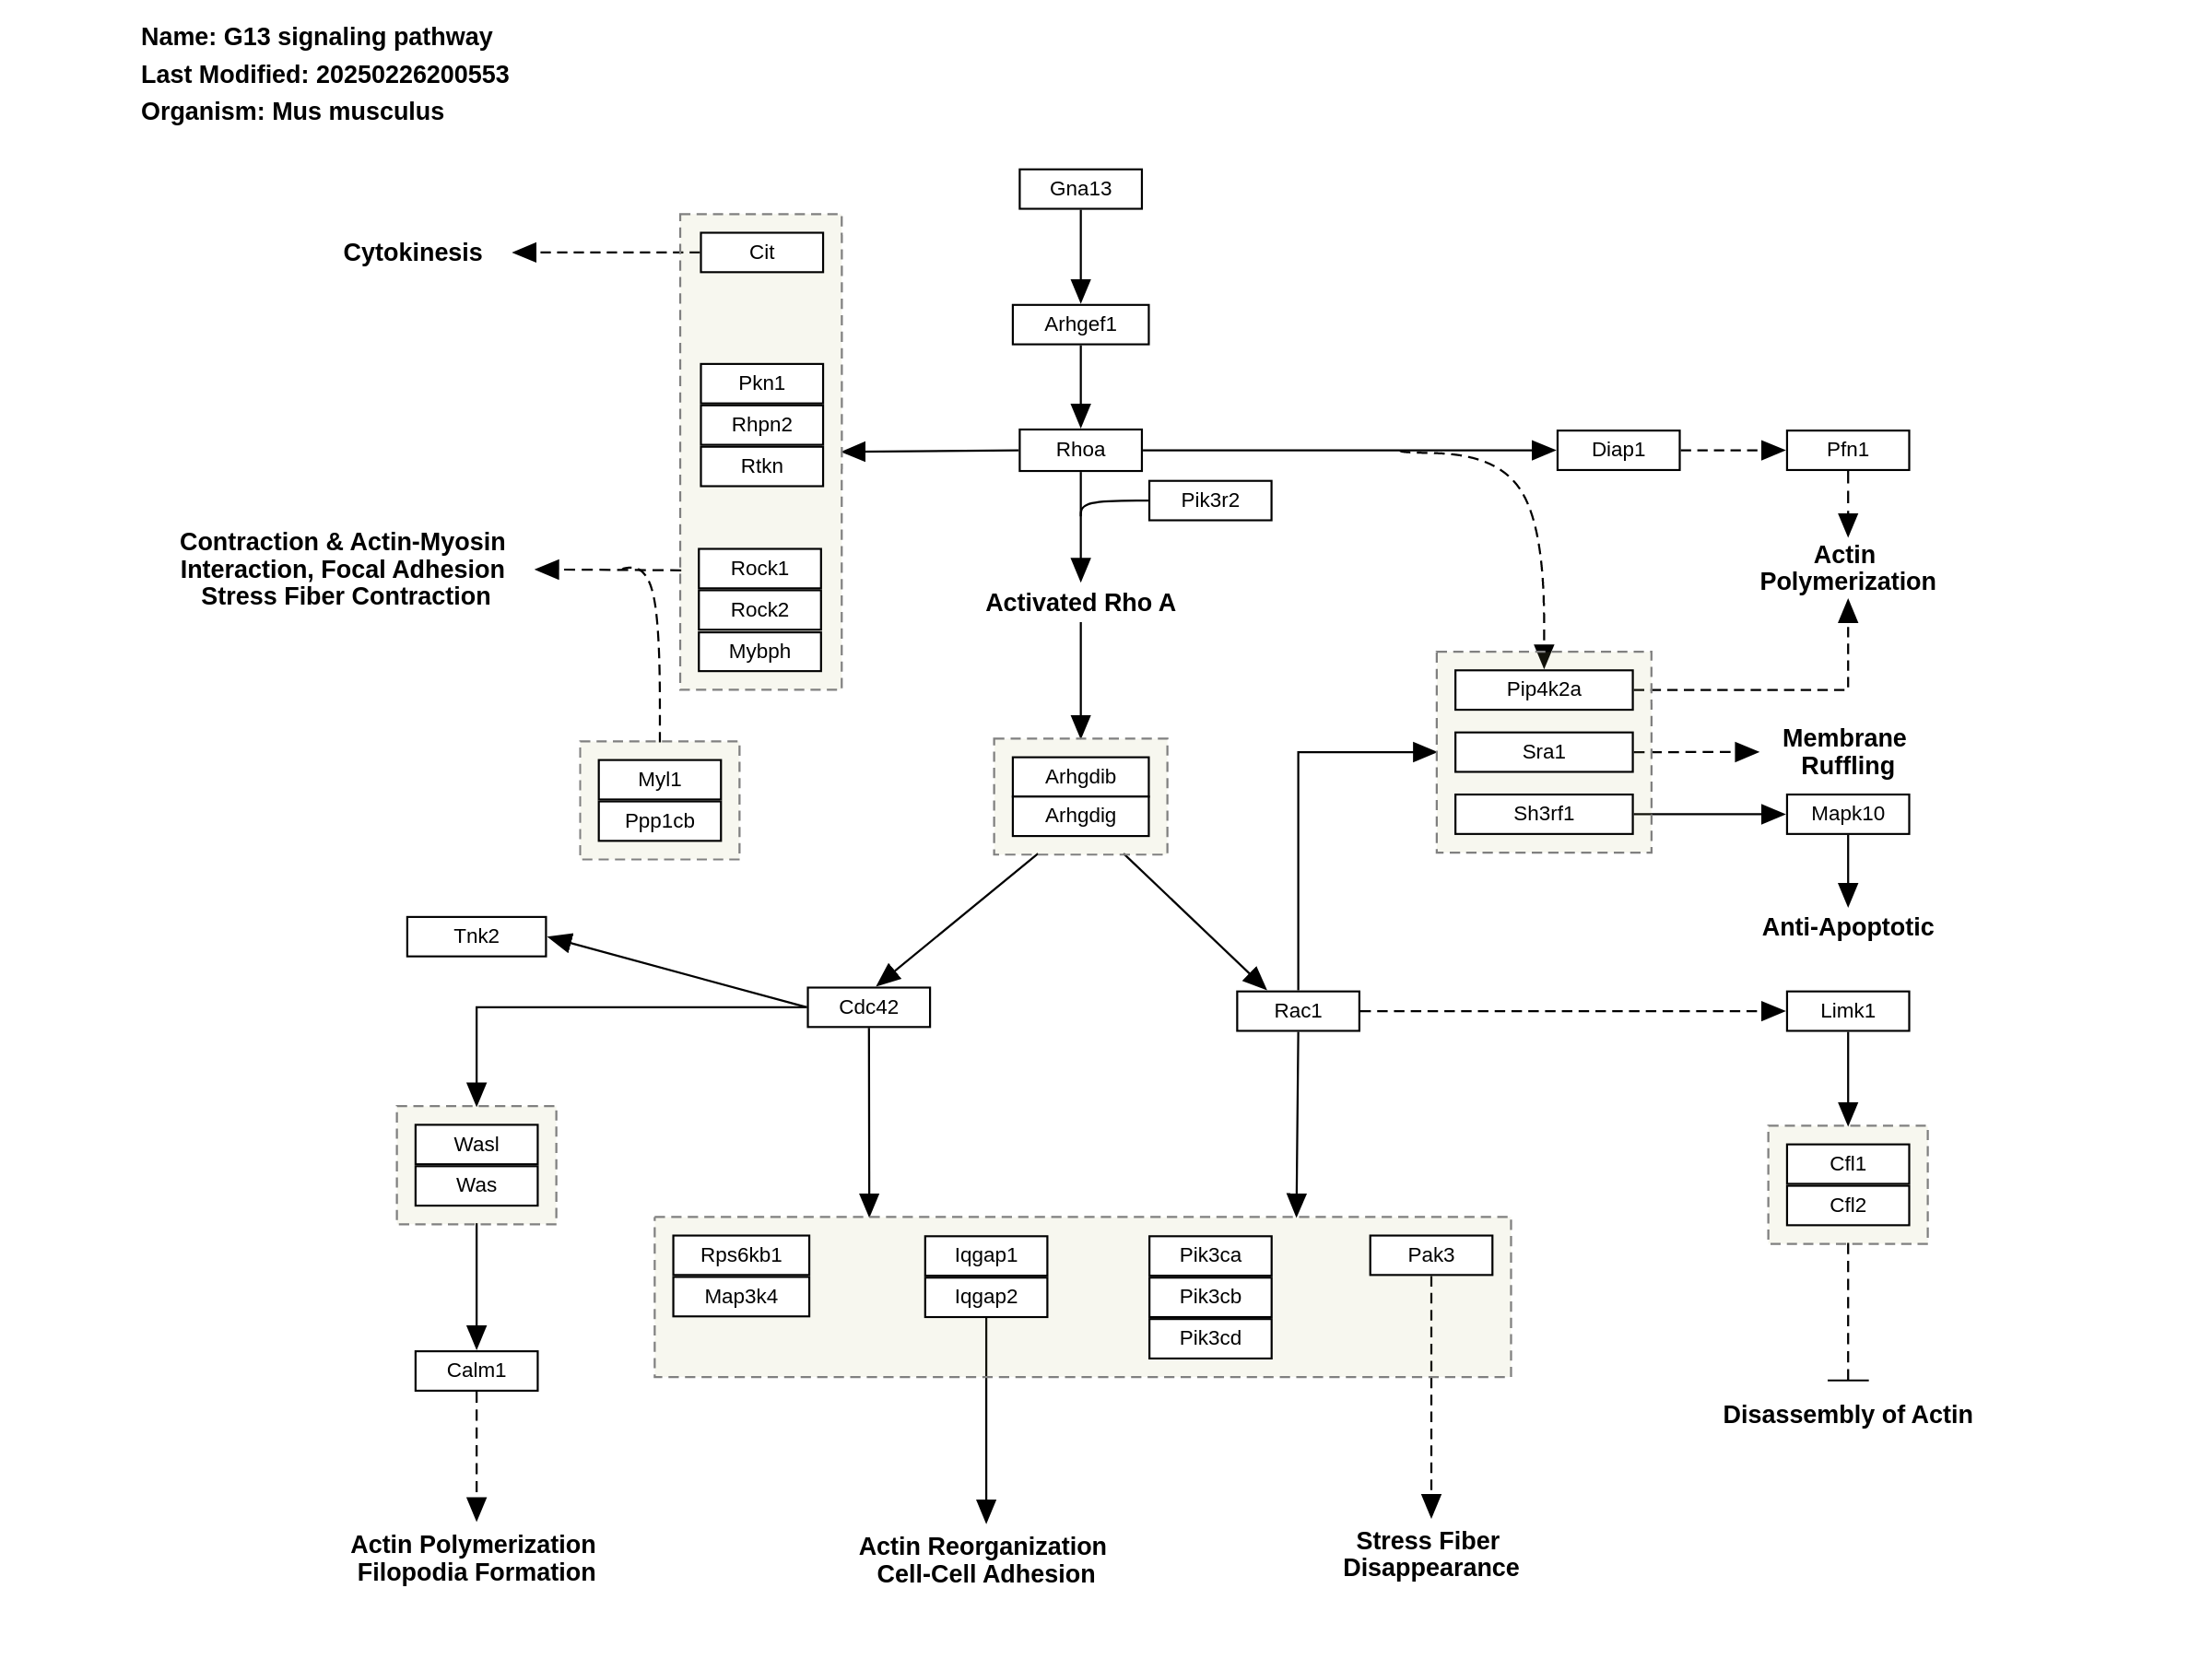 Name: G13 signaling pathway
Last Modified: 20250226200553
Organism: Mus musculus
Gna13
Cytokinesis
Cit
Arhgef1
Pkn1
Rhpn2
Rtkn
Rhoa
Diap1
Pfn1
Pik3r2
Contraction & Actin-Myosin
Interaction, Focal Adhesion
Stress Fiber Contraction
Rock1
Rock2
Mybph
Activated Rho A
Actin
Polymerization
Pip4k2a
Sra1
Sh3rf1
Membrane
Ruffling
Mapk10
Anti-Apoptotic
Myl1
Ppp1cb
Arhgdib
Arhgdig
Tnk2
Cdc42
Rac1
Limk1
Wasl
Was
Cfl1
Cfl2
Rps6kb1
Map3k4
Iqgap1
Iqgap2
Pik3ca
Pik3cb
Pik3cd
Pak3
Calm1
Disassembly of Actin
Actin Polymerization
Filopodia Formation
Actin Reorganization
Cell-Cell Adhesion
Stress Fiber
Disappearance